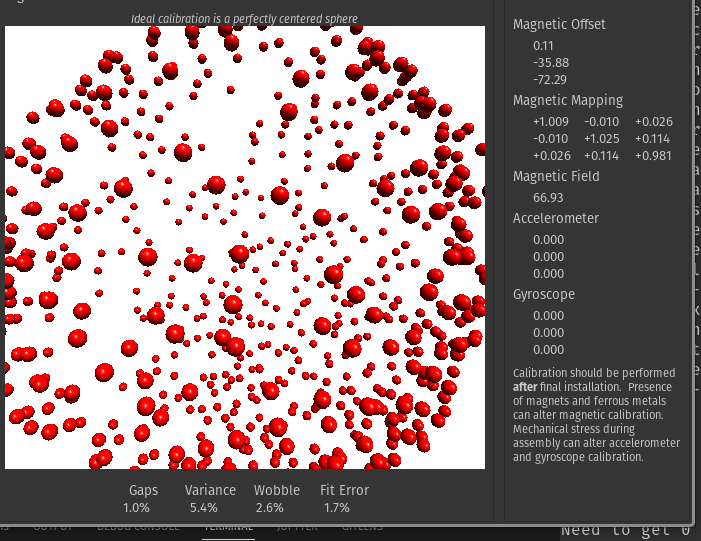 Ideal calibration is a perfectly centered sphere
Magnetic Offset
0.11
-35.88
-72.29
Magnetic Mapping
+1.009 -0.010 +0.026
-0.010 +1.025 +0.114
+0.026 +0.114 +0.981
Magnetic Field
66.93
Accelerometer
0.000
0.000
0.000
Gyroscope
0.000
0.000
0.000
Calibration should be performed
after final installation. Presence
of magnets and ferrous metals
can alter magnetic calibration.
Mechanical stress during
assembly can alter accelerometer
and gyroscope calibration.
Gaps Variance Wobble Fit Error
1.0% 5.4% 2.6% 1.7%
OUTPUT DEBUG CONSOLE TERMINAL JUPYTER GITLENS
Need to get 0